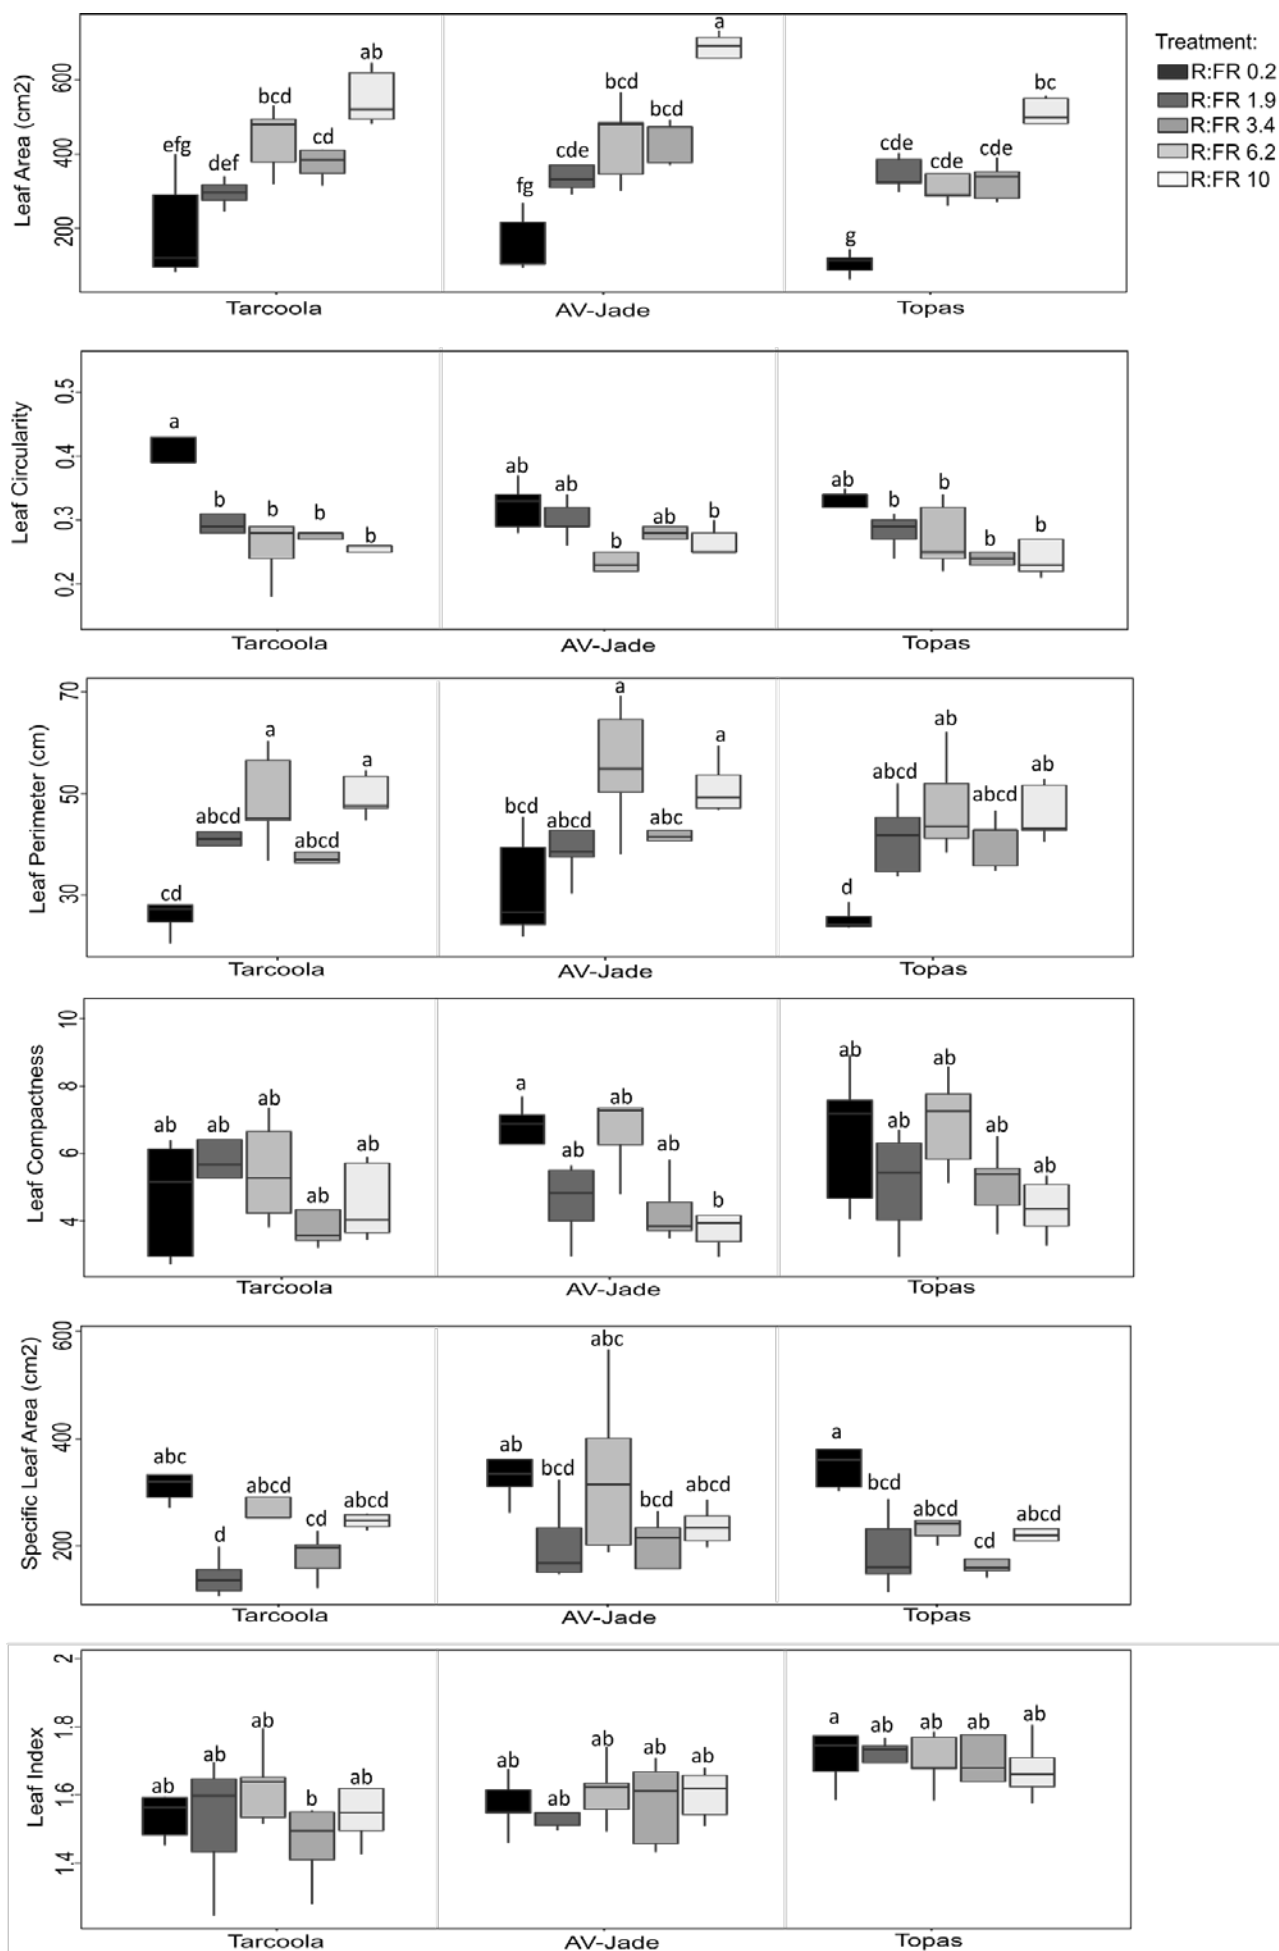 Treatment:
R:FR 0.2
R:FR 1.9
R:FR 3.4
R:FR 6.2
R:FR 10
Leaf Area (cm2)
600
400
200
efg
def
bcd
cd
ab
fg
cde
bcd
bcd
a
g
cde
cde
cde
bc
Tarcoola
AV-Jade
Topas
Leaf Circularity
0.5
0.4
0.3
0.2
a
b
b
b
b
ab
ab
b
ab
b
ab
b
b
b
b
Tarcoola
AV-Jade
Topas
Leaf Perimeter (cm)
70
50
30
cd
abcd
a
abcd
a
bcd
abcd
a
abc
a
d
abcd
ab
abcd
ab
Tarcoola
AV-Jade
Topas
Leaf Compactness
10
8
6
4
ab
ab
ab
ab
ab
a
ab
ab
ab
b
ab
ab
ab
ab
ab
Tarcoola
AV-Jade
Topas
Specific Leaf Area (cm2)
600
400
200
abc
d
abcd
cd
abcd
ab
bcd
abc
bcd
abcd
a
bcd
abcd
cd
abcd
Tarcoola
AV-Jade
Topas
Leaf Index
2
1.8
1.6
1.4
ab
ab
ab
b
ab
ab
ab
ab
ab
ab
a
ab
ab
ab
ab
Tarcoola
AV-Jade
Topas